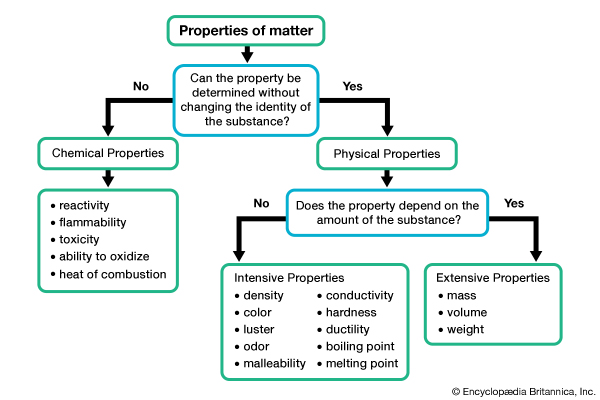 Properties of matter
Can the property be
determined without
changing the identity of
the substance?
No
Yes
Chemical Properties
Physical Properties
• reactivity
• flammability
• toxicity
• ability to oxidize
• heat of combustion
Does the property depend on the
amount of the substance?
No
Yes
Intensive Properties
• density
• color
• luster
• odor
• malleability
• conductivity
• hardness
• ductility
• boiling point
• melting point
Extensive Properties
• mass
• volume
• weight
© Encyclopædia Britannica, Inc.